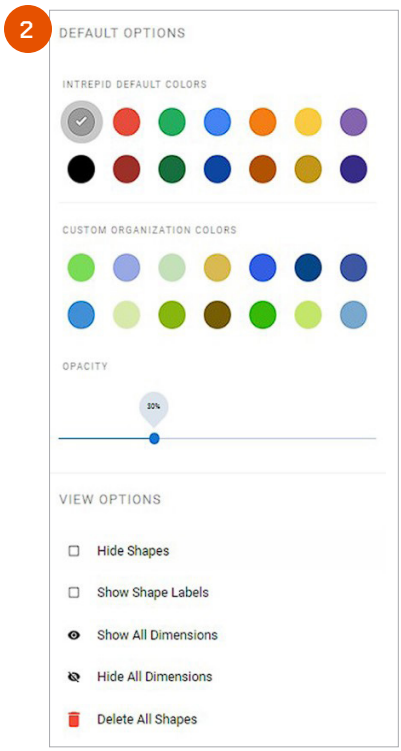 2
DEFAULT OPTIONS
INTREPID DEFAULT COLORS
CUSTOM ORGANIZATION COLORS
OPACITY
30%
VIEW OPTIONS
Hide Shapes
Show Shape Labels
Show All Dimensions
Hide All Dimensions
Delete All Shapes